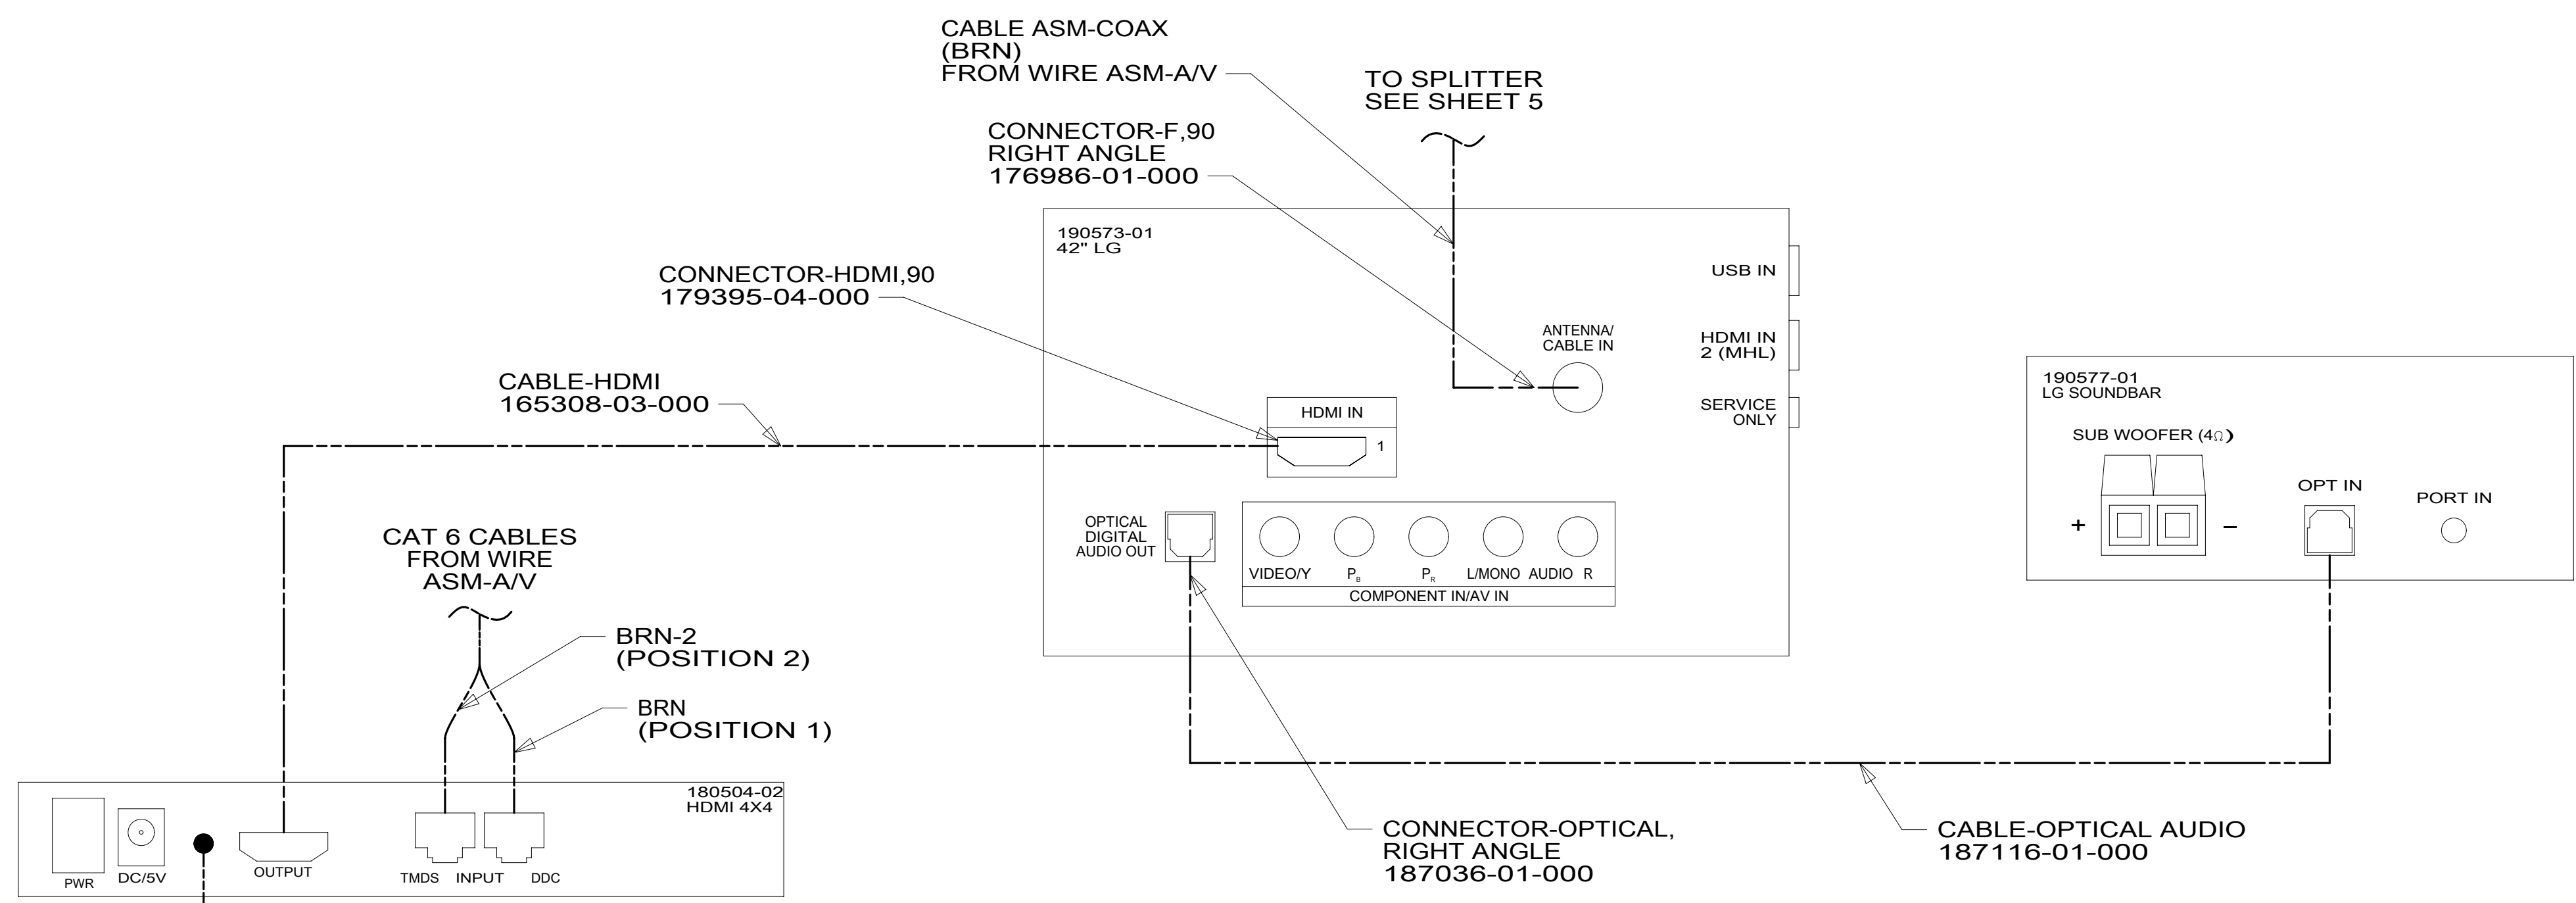 CABLE ASM-COAX
(BRN)
FROM WIRE ASM-A/V
TO SPLITTER
SEE SHEET 5
CONNECTOR-F,90
RIGHT ANGLE
176986-01-000
190573-01
42" LG
USB IN
CONNECTOR-HDMI,90
179395-04-000
ANTENNA/
CABLE IN
HDMI IN
2 (MHL)
CABLE-HDMI
165308-03-000
SERVICE
ONLY
HDMI IN
1
190577-01
LG SOUNDBAR
SUB WOOFER (4Ω)
+
–
OPT IN
PORT IN
OPTICAL
DIGITAL
AUDIO OUT
VIDEO/Y PB PR L/MONO AUDIO R
COMPONENT IN/AV IN
CAT 6 CABLES
FROM WIRE
ASM-A/V
BRN-2
(POSITION 2)
BRN
(POSITION 1)
180504-02
HDMI 4X4
PWR DC/5V OUTPUT TMDS INPUT DDC
CONNECTOR-OPTICAL,
RIGHT ANGLE
187036-01-000
CABLE-OPTICAL AUDIO
187116-01-000